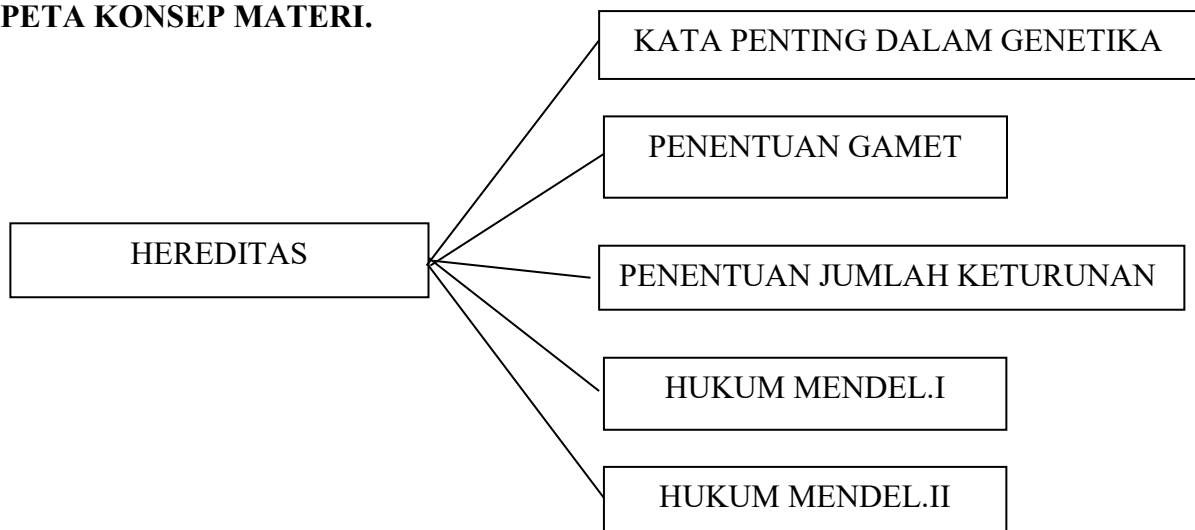 PETA KONSEP MATERI.
KATA PENTING DALAM GENETIKA
PENENTUAN GAMET
HEREDITAS
PENENTUAN JUMLAH KETURUNAN
HUKUM MENDEL.I
HUKUM MENDEL.II